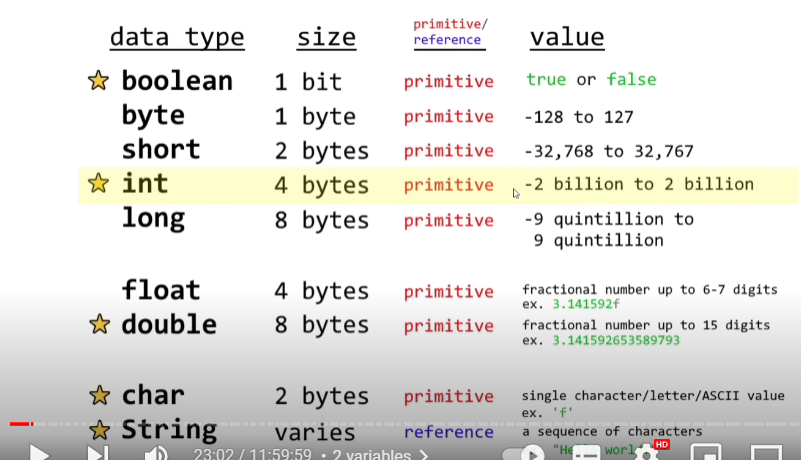 data type size primitive/ reference value
boolean 1 bit primitive true or false
byte 1 byte primitive -128 to 127
short 2 bytes primitive -32,768 to 32,767
int 4 bytes primitive -2 billion to 2 billion
long 8 bytes primitive -9 quintillion to
9 quintillion
float 4 bytes primitive fractional number up to 6-7 digits
ex. 3.141592f
double 8 bytes primitive fractional number up to 15 digits
ex. 3.141592653589793
char 2 bytes primitive single character/letter/ASCII value
ex. 'f'
String varies reference a sequence of characters
23:02 / 11:59:59 • 2 variables HD